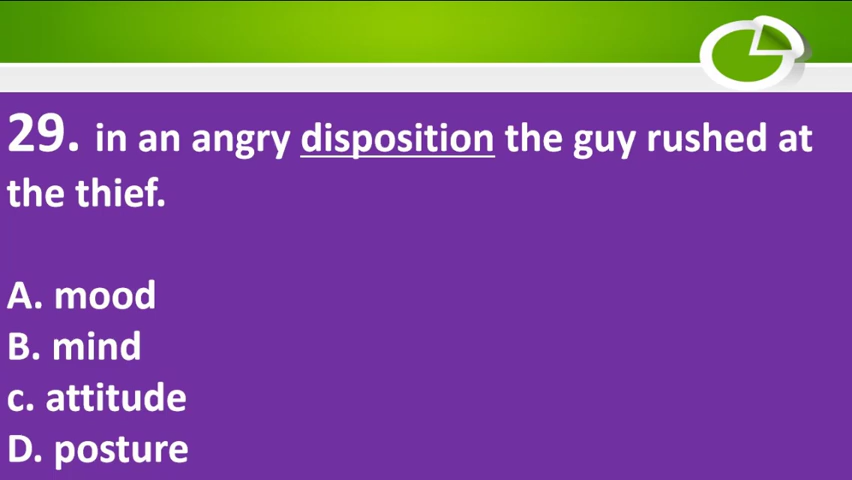 29. in an angry disposition the guy rushed at
the thief.
A. mood
B. mind
c. attitude
D. posture